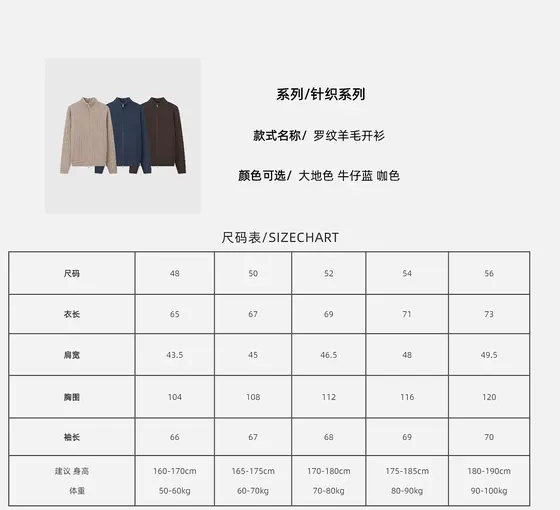 系列/针织系列
款式名称/ 罗纹羊毛开衫
颜色可选/ 大地色 牛仔蓝 咖色
尺码表/SIZECHART
尺码 48 50 52 54 56
衣长 65 67 69 71 73
肩宽 43.5 45 46.5 48 49.5
胸围 104 108 112 116 120
袖长 66 67 68 69 70
建议 身高 160-170cm 165-175cm 170-180cm 175-185cm 180-190cm
体重 50-60kg 60-70kg 70-80kg 80-90kg 90-100kg